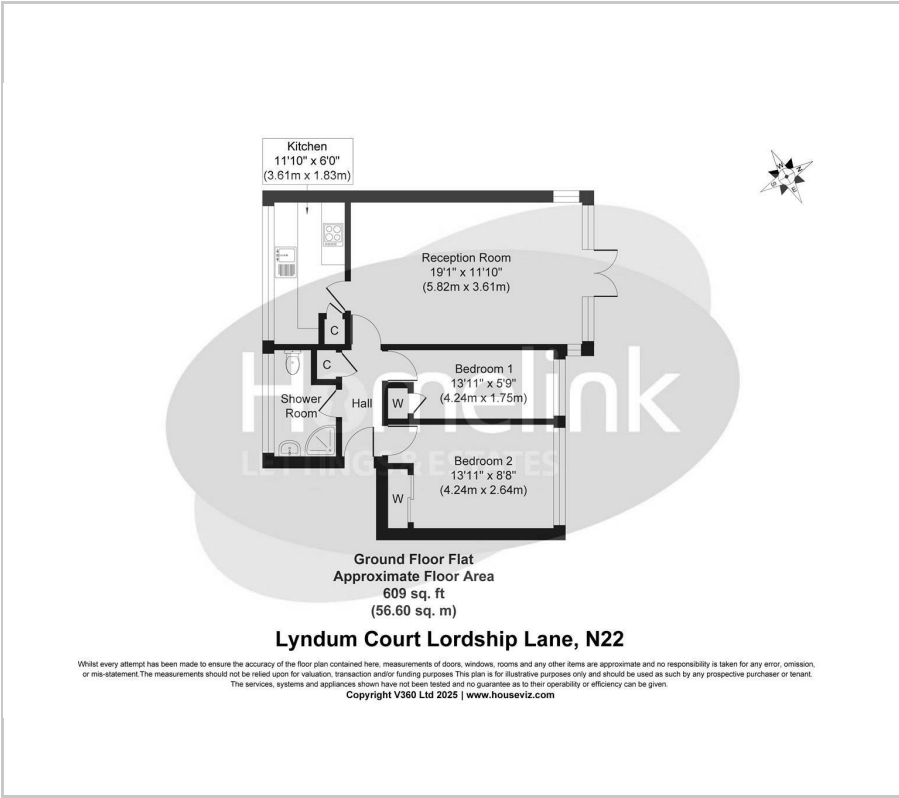 Kitchen
11'10" x 6'0"
(3.61m x 1.83m)
W N
S E
Reception Room
19'1" x 11'10"
(5.82m x 3.61m)
C
C
Homelink
LETTINGS & ESTATES
Bedroom 1
13'11" x 5'9"
(4.24m x 1.75m)
Shower
Room
Hall
W
Bedroom 2
13'11" x 8'8"
(4.24m x 2.64m)
W
Ground Floor Flat
Approximate Floor Area
609 sq. ft
(56.60 sq. m)
Lyndum Court Lordship Lane, N22
Whilst every attempt has been made to ensure the accuracy of the floor plan contained here, measurements of doors, windows, rooms and any other items are approximate and no responsibility is taken for any error, omission,
or mis-statement.The measurements should not be relied upon for valuation, transaction and/or funding purposes This plan is for illustrative purposes only and should be used as such by any prospective purchaser or tenant.
The services, systems and appliances shown have not been tested and no guarantee as to their operability or efficiency can be given.
Copyright V360 Ltd 2025 | www.houseviz.com